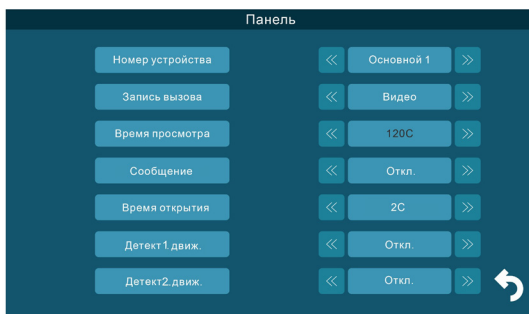 Панель
Номер устройства « Основной 1 »
Запись вызова « Видео »
Время просмотра « 120С »
Сообщение « Откл. »
Время открытия « 2С »
Детект1 движ. « Откл. »
Детект2 движ. « Откл. »